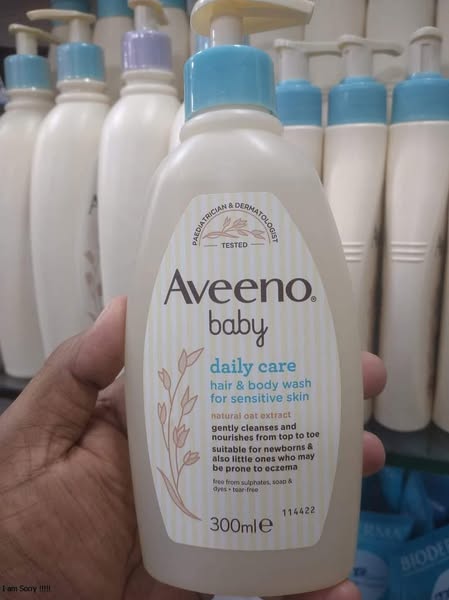 PAEDIATRICIAN & DERMATOLOGIST
TESTED
Aveeno®
baby
daily care
hair & body wash
for sensitive skin
natural oat extract
gently cleanses and
nourishes from top to toe
suitable for newborns &
also little ones who may
be prone to eczema
free from sulphates, soap &
dyes • tear-free
114422
300ml e
BIODER
I am Sorry !!!!!